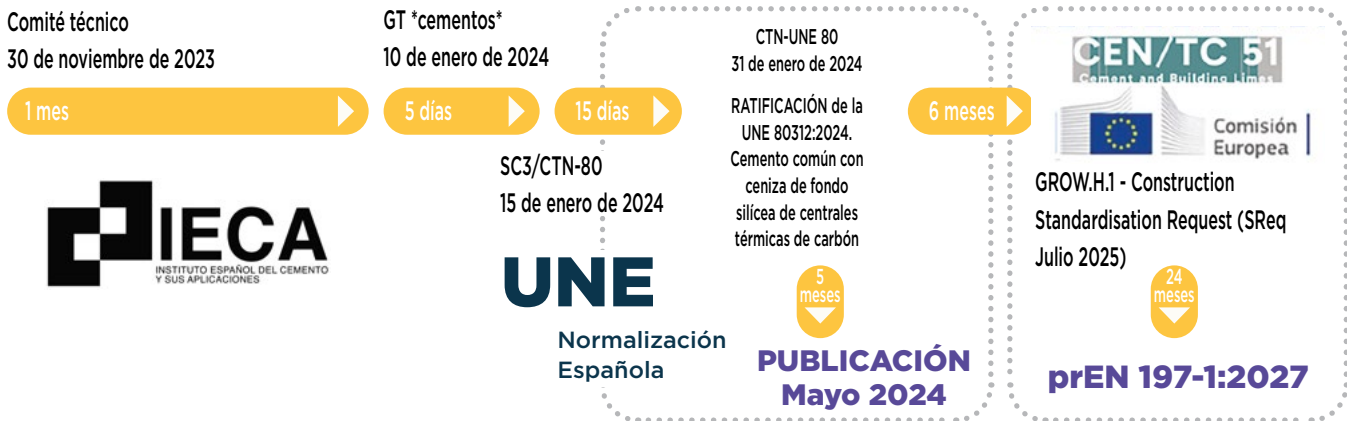 Comité técnico
30 de noviembre de 2023
1 mes
IECA
INSTITUTO ESPAÑOL DEL CEMENTO
Y SUS APLICACIONES
GT *cementos*
10 de enero de 2024
5 días
15 días
SC3/CTN-80
15 de enero de 2024
UNE
Normalización
Española
CTN-UNE 80
31 de enero de 2024
RATIFICACIÓN de la
UNE 80312:2024.
Cemento común con
ceniza de fondo
silícea de centrales
térmicas de carbón
5
meses
PUBLICACIÓN
Mayo 2024
6 meses
CEN/TC 51
Cement and Building Limes
Comisión
Europea
GROW.H.1 - Construction
Standardisation Request (SReq
Julio 2025)
24
meses
prEN 197-1:2027